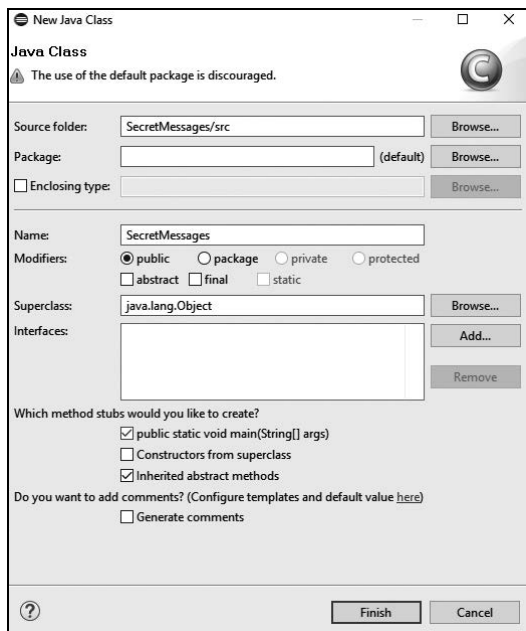 New Java Class
Java Class
The use of the default package is discouraged.
C
Source folder: SecretMessages/src Browse...
Package: (default) Browse...
Enclosing type: Browse...
Name: SecretMessages
Modifiers: public package private protected
abstract final static
Superclass: java.lang.Object Browse...
Interfaces: Add...
Remove
Which method stubs would you like to create?
public static void main(String[] args)
Constructors from superclass
Inherited abstract methods
Do you want to add comments? (Configure templates and default value here)
Generate comments
? Finish Cancel